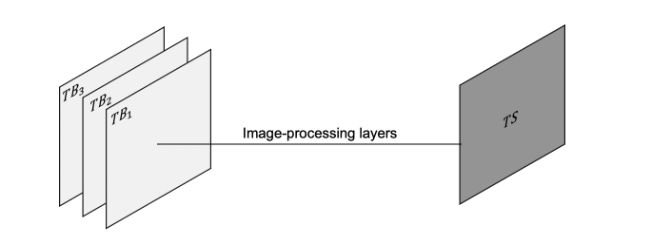 TB₃
TB₂
TB₁
Image-processing layers
TS